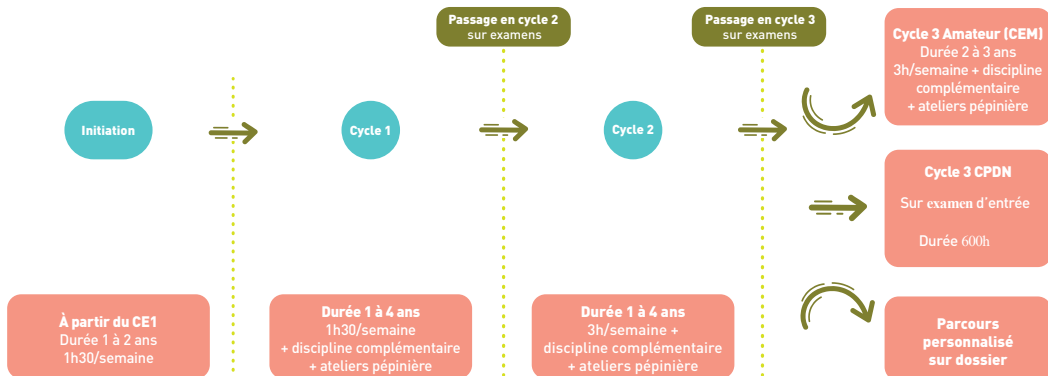 Passage en cycle 2
sur examens
Passage en cycle 3
sur examens
Cycle 3 Amateur (CEM)
Durée 2 à 3 ans
3h/semaine + discipline
complémentaire
+ ateliers pépinière
Initiation
Cycle 1
Cycle 2
Cycle 3 CPDN
Sur examen d'entrée
Durée 600h
À partir du CE1
Durée 1 à 2 ans
1h30/semaine
Durée 1 à 4 ans
1h30/semaine
+ discipline complémentaire
+ ateliers pépinière
Durée 1 à 4 ans
3h/semaine +
discipline complémentaire
+ ateliers pépinière
Parcours
personnalisé
sur dossier